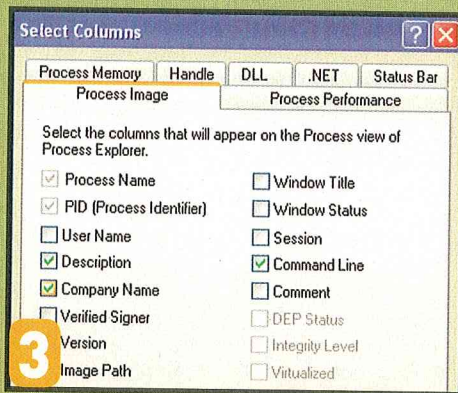 Select Columns
Process Memory Handle DLL .NET Status Bar
Process Image Process Performance
Select the columns that will appear on the Process view of
Process Explorer.
Process Name
PID (Process Identifier)
User Name
Description
Company Name
Verified Signer
Version
Image Path
Window Title
Window Status
Session
Command Line
Comment
DEP Status
Integrity Level
Virtualized
3